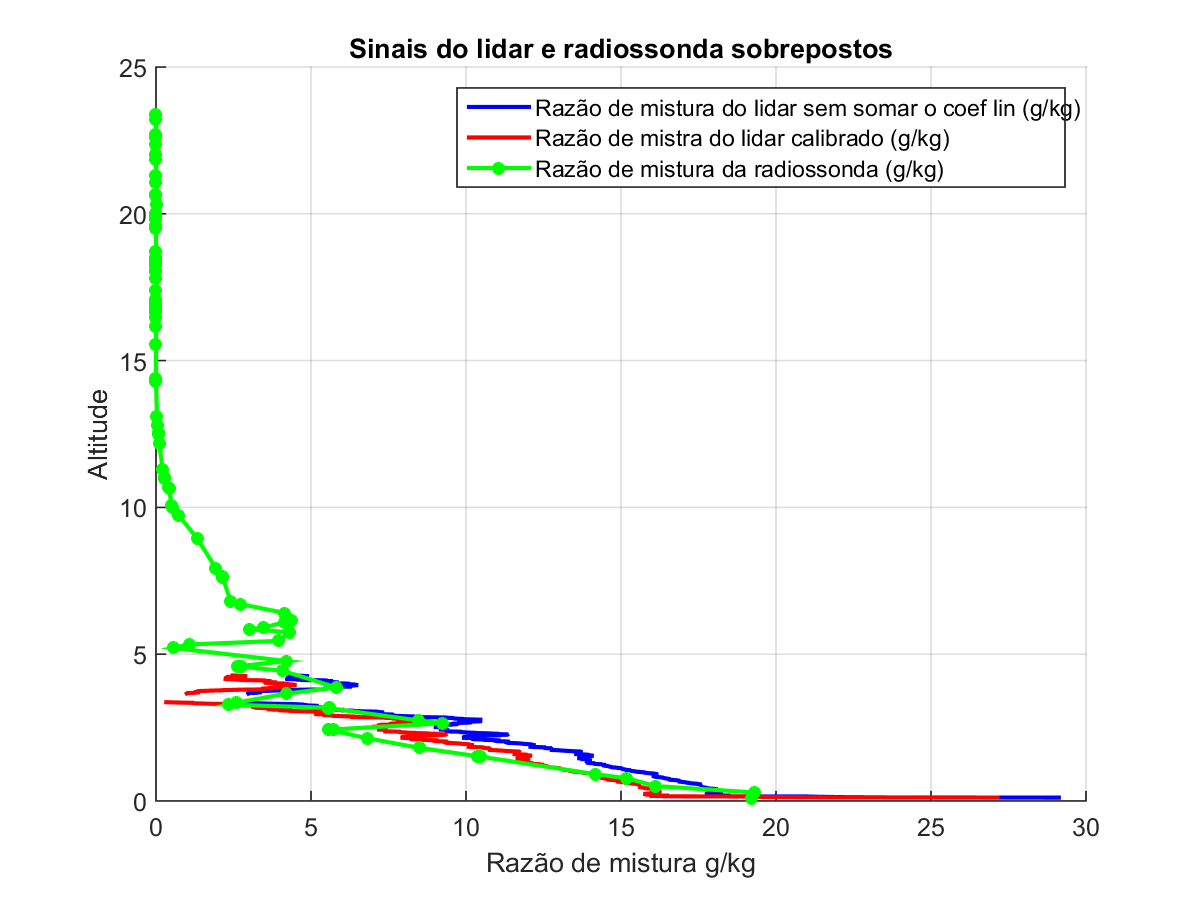 Sinais do lidar e radiossonda sobrepostos
Razão de mistura do lidar sem somar o coef lin (g/kg)
Razão de mistra do lidar calibrado (g/kg)
Razão de mistura da radiossonda (g/kg)
25
20
15
10
5
0
Altitude
0 5 10 15 20 25 30
Razão de mistura g/kg